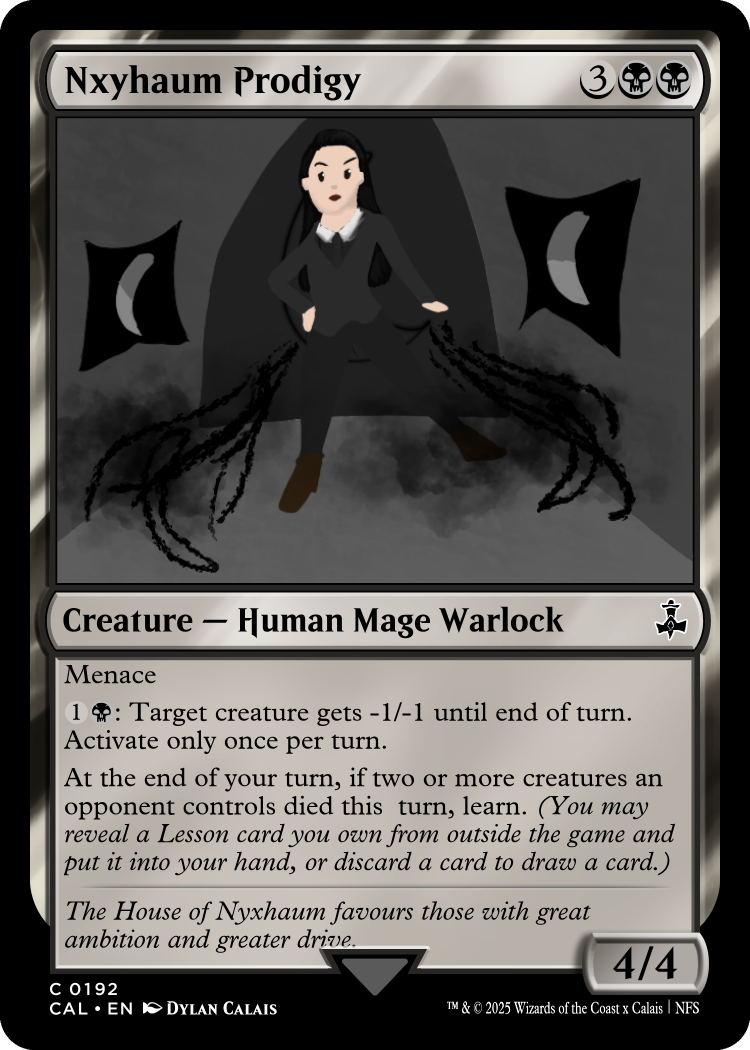 Nxyhaum Prodigy 3
Creature — Human Mage Warlock
Menace
1 : Target creature gets -1/-1 until end of turn.
Activate only once per turn.
At the end of your turn, if two or more creatures an
opponent controls died this  turn, learn. (You may
reveal a Lesson card you own from outside the game and
put it into your hand, or discard a card to draw a card.)
The House of Nyxhaum favours those with great
ambition and greater drive.
4/4
C 0192
CAL • EN DYLAN CALAIS
™ & © 2025 Wizards of the Coast x Calais | NFS